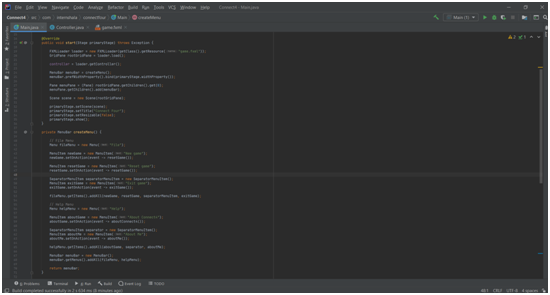 File Edit View Navigate Code Analyze Refactor Build Run Tools VCS Window Help
Connect4 src com internshala connectfour Main createMenu
Main.java Controller.java game.fxml
@Override
public void start(Stage primaryStage) throws Exception {
FXMLLoader loader = new FXMLLoader(getClass().getResource("game.fxml"));
GridPane rootGridPane = loader.load();
controller = loader.getController();
MenuBar menuBar = createMenu();
menuBar.prefWidthProperty().bind(primaryStage.widthProperty());
Pane menuPane = (Pane) rootGridPane.getChildren().get(0);
menuPane.getChildren().add(menuBar);
Scene scene = new Scene(rootGridPane);
primaryStage.setScene(scene);
primaryStage.setTitle("Connect Four");
primaryStage.setResizable(false);
primaryStage.show();
}
private MenuBar createMenu() {
// File Menu
Menu fileMenu = new Menu("File");
MenuItem newGame = new MenuItem("New game");
newGame.setOnAction(event -> resetGame());
MenuItem resetGame = new MenuItem("Reset game");
resetGame.setOnAction(event -> resetGame());
SeparatorMenuItem separatorMenuItem = new SeparatorMenuItem();
MenuItem exitGame = new MenuItem("Exit game");
exitGame.setOnAction(event -> exitGame());
fileMenu.getItems().addAll(newGame, resetGame, separatorMenuItem, exitGame);
// Help Menu
Menu helpMenu = new Menu("Help");
MenuItem aboutGame = new MenuItem("About Connect4");
aboutGame.setOnAction(event -> aboutConnect4());
SeparatorMenuItem separator = new SeparatorMenuItem();
MenuItem aboutMe = new MenuItem("About Me");
aboutMe.setOnAction(event -> aboutMe());
helpMenu.getItems().addAll(aboutGame, separator, aboutMe);
MenuBar menuBar = new MenuBar();
menuBar.getMenus().addAll(fileMenu, helpMenu);
return menuBar;
}
Problems Terminal Build Event Log TODO
Build completed successfully in